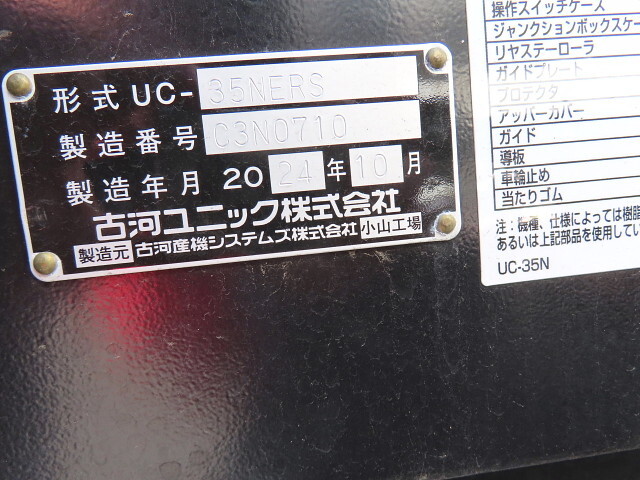 形式 UC-35NERS
製造番号 03N0710
製造年月 2024年10月
古河ユニック株式会社
製造元 古河産機システムズ株式会社 小山工場
操作スイッチケース
ジャンクションボックスケ
リヤステーローラ
ガイドプレート
プロテクタ
アッパーカバー
ガイド
導板
車輪止め
当たりゴム
注:機種、仕様によっては樹脂
あるいは上記部品を使用してい
UC-35N